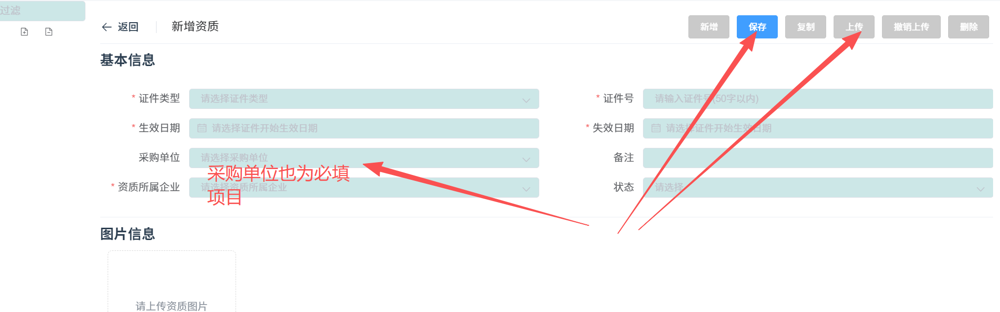 过滤
返回 新增资质 新增 保存 复制 上传 撤销上传 删除
基本信息
* 证件类型 请选择证件类型 * 证件号 请输入证件号(50字以内)
* 生效日期 请选择证件开始生效日期 * 失效日期 请选择证件开始生效日期
采购单位 请选择采购单位 备注
采购单位也为必填
* 资质所属企业 请选择资质所属企业 状态 请选择
项目
图片信息
请上传资质图片